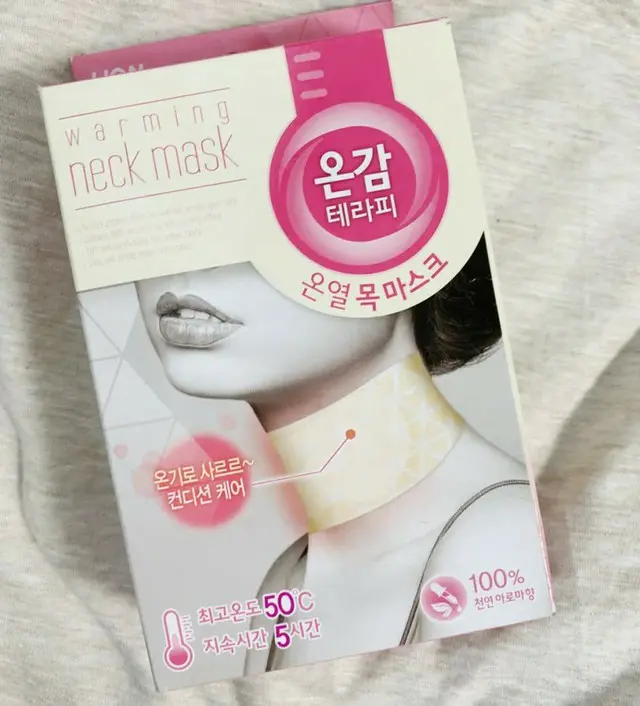 LION
warming
neck mask
온감
테라피
온열 목 마스크
온기로 사르르~
컨디션 케어
최고온도 50℃
지속시간 5시간
100%
천연 아로마향